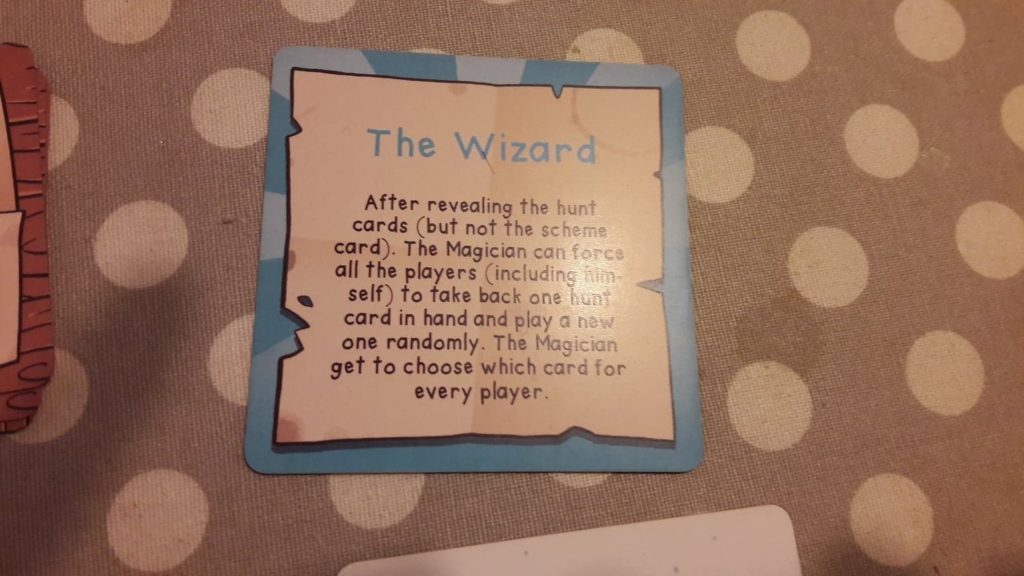 The Wizard
After revealing the hunt
cards (but not the scheme
card). The Magician can force
all the players (including him-
self) to take back one hunt
card in hand and play a new
one randomly. The Magician
get to choose which card for
every player.